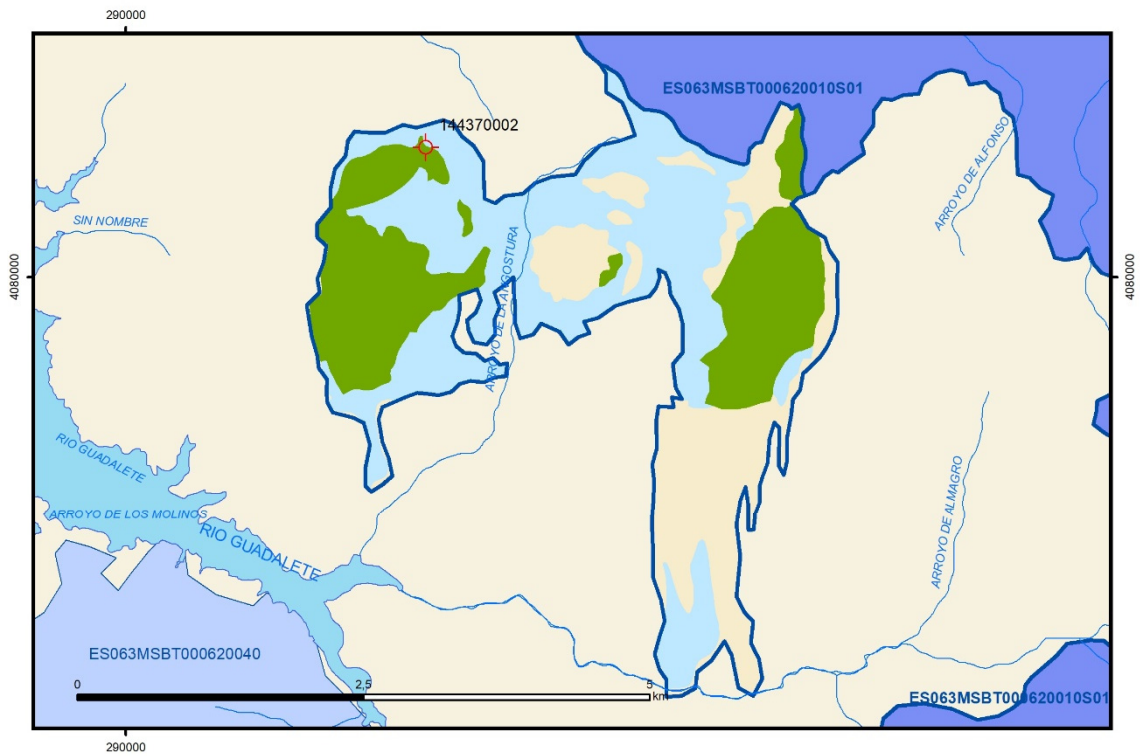 290000
ES063MSBT000620010S01
144370002
ARROYO DE ALFONSO
SIN NOMBRE
ARROYO DE LA ANGOSTURA
4080000
4080000
RIO GUADALETE
ARROYO DE LOS MOLINOS
RIO GUADALETE
ARROYO DE ALMAGRO
ES063MSBT000620040
0
2,5
5
km
ES063MSBT000620010S01
290000